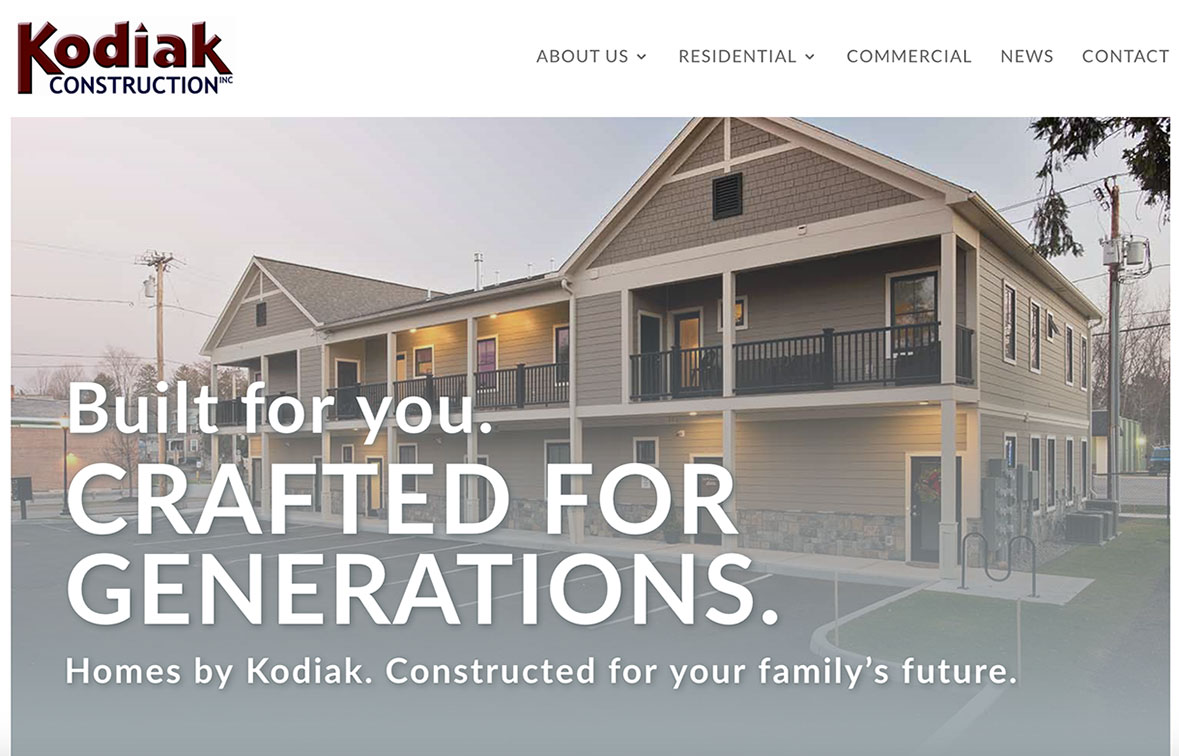 Kodiak
CONSTRUCTION INC
ABOUT US
RESIDENTIAL
COMMERCIAL
NEWS
CONTACT
Built for you.
CRAFTED FOR
GENERATIONS.
Homes by Kodiak. Constructed for your family’s future.